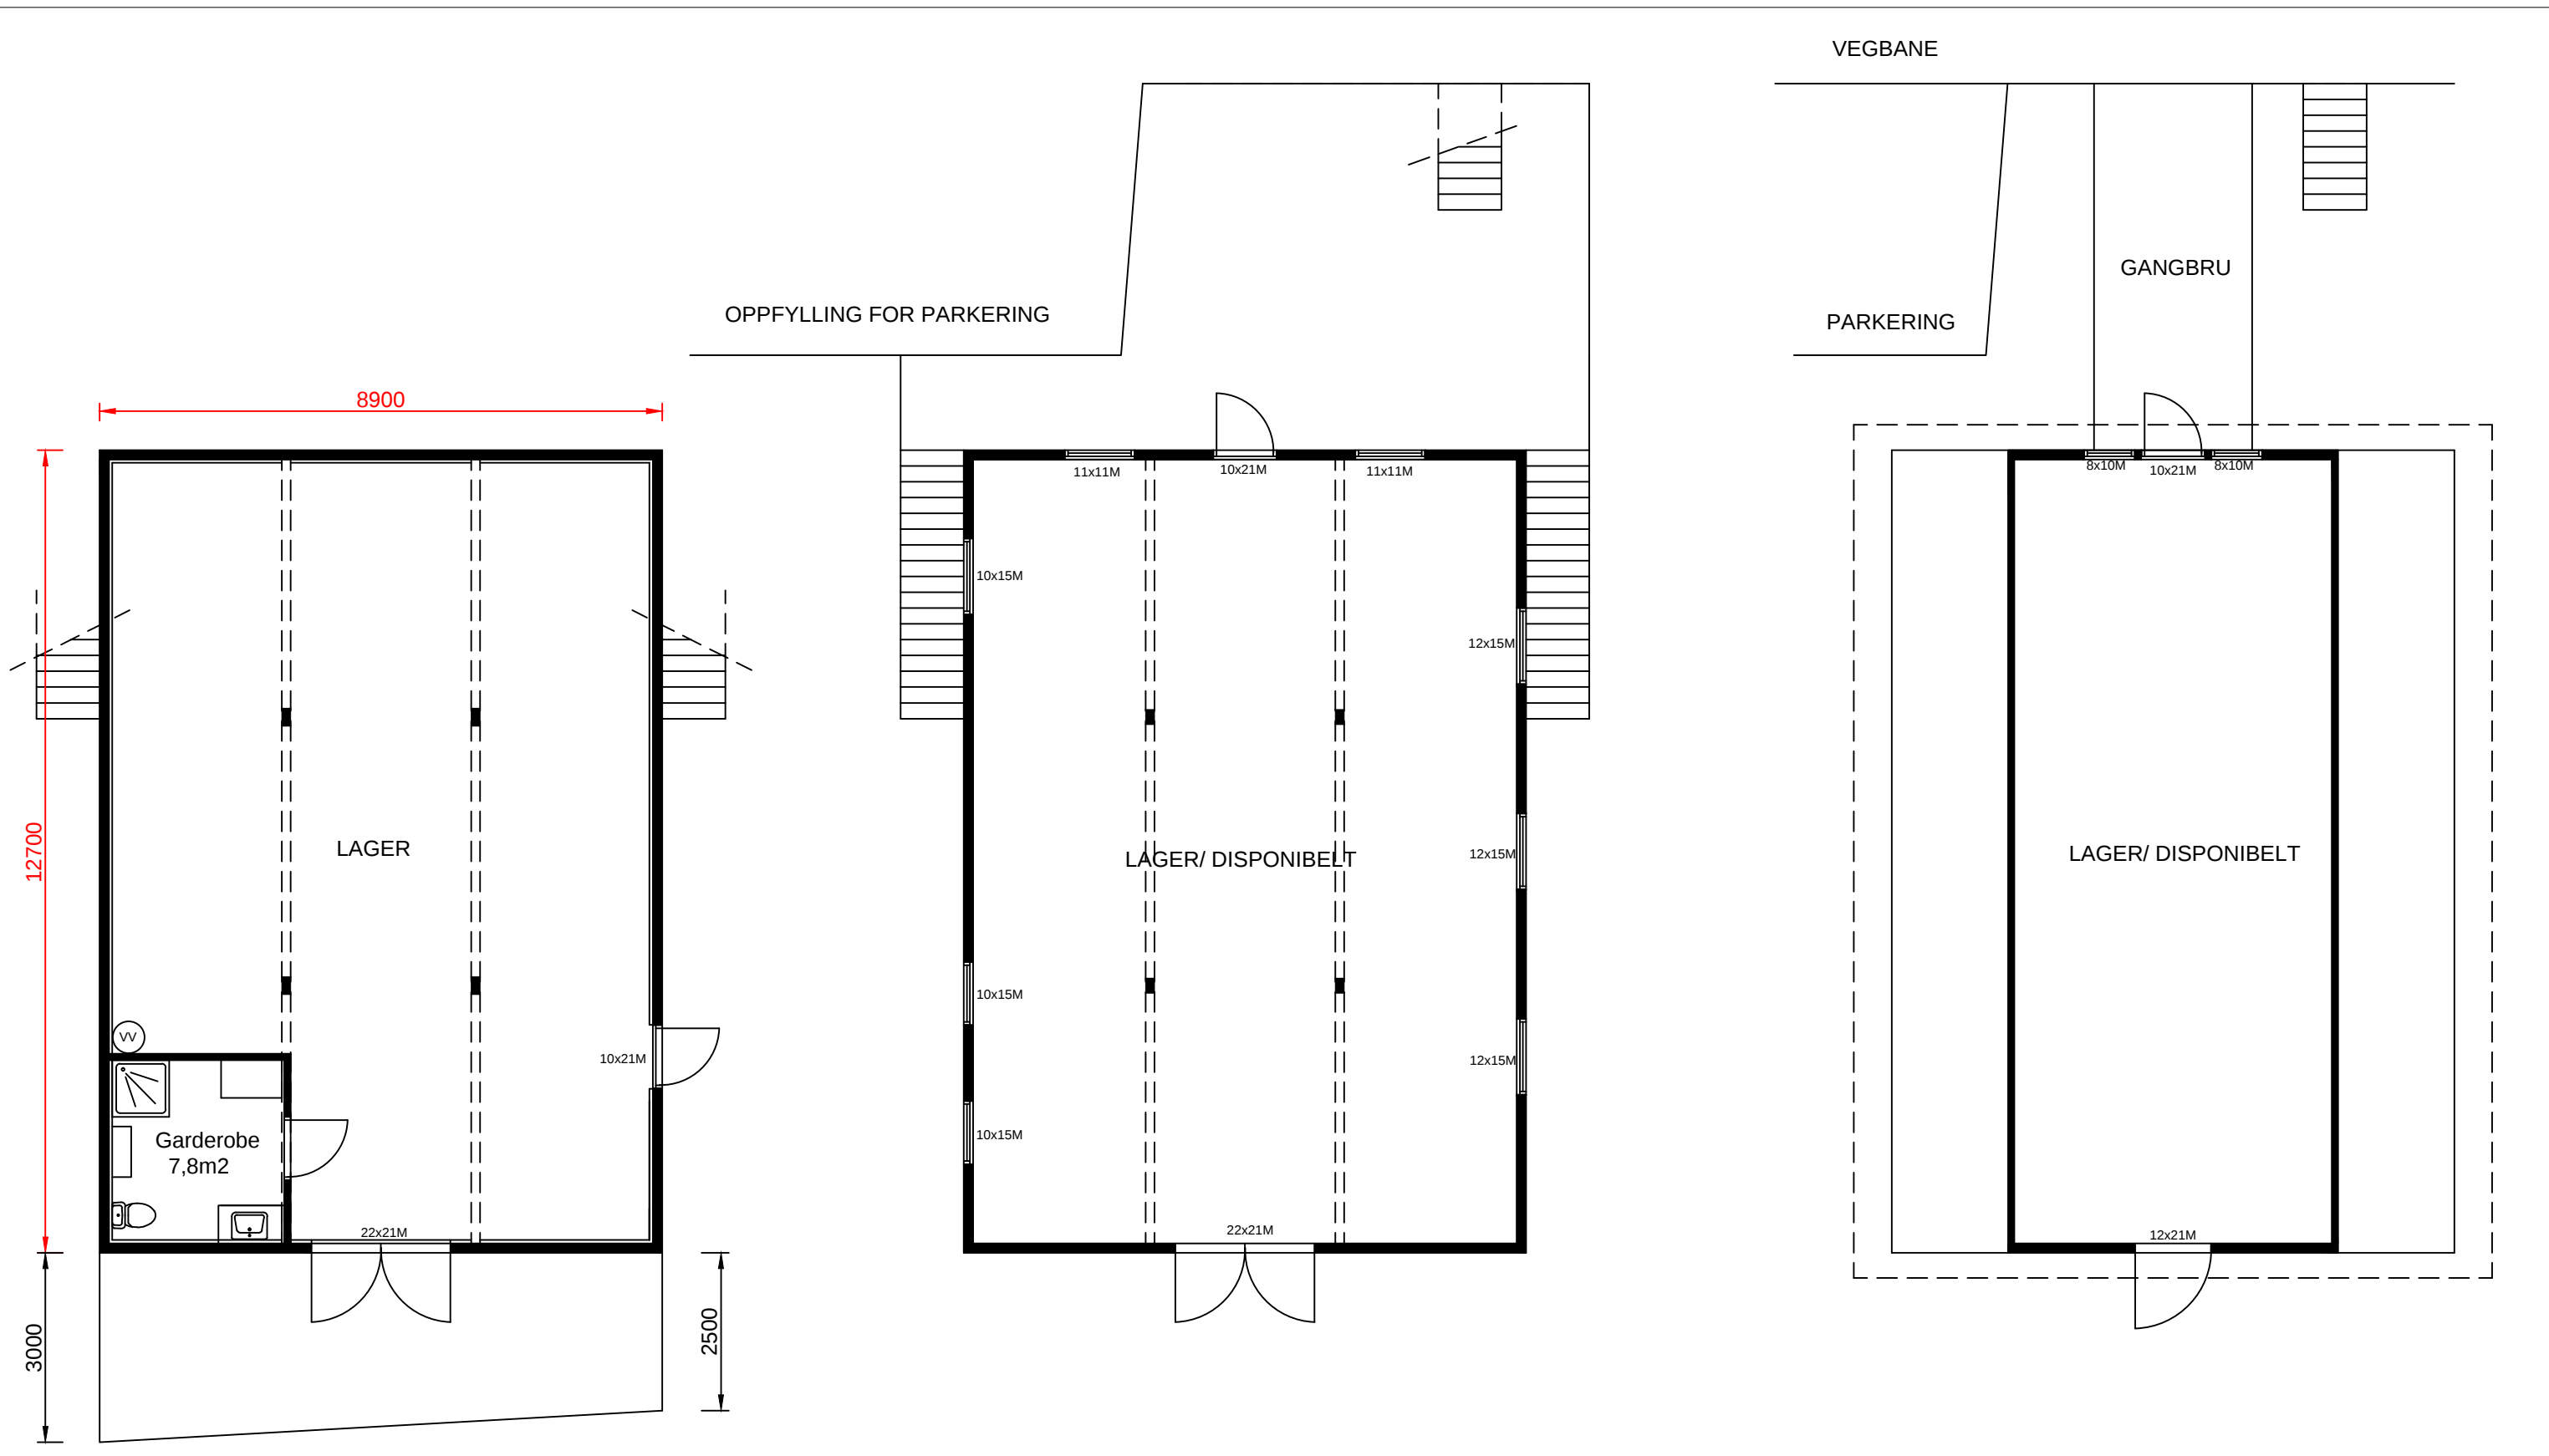 8900
12700
LAGER
VV
10x21M
Garderobe
7,8m2
22x21M
3000
2500
OPPFYLLING FOR PARKERING
11x11M
10x21M
11x11M
10x15M
12x15M
LAGER/ DISPONIBELT
12x15M
10x15M
12x15M
10x15M
22x21M
VEGBANE
GANGBRU
PARKERING
8x10M
10x21M
8x10M
LAGER/ DISPONIBELT
12x21M